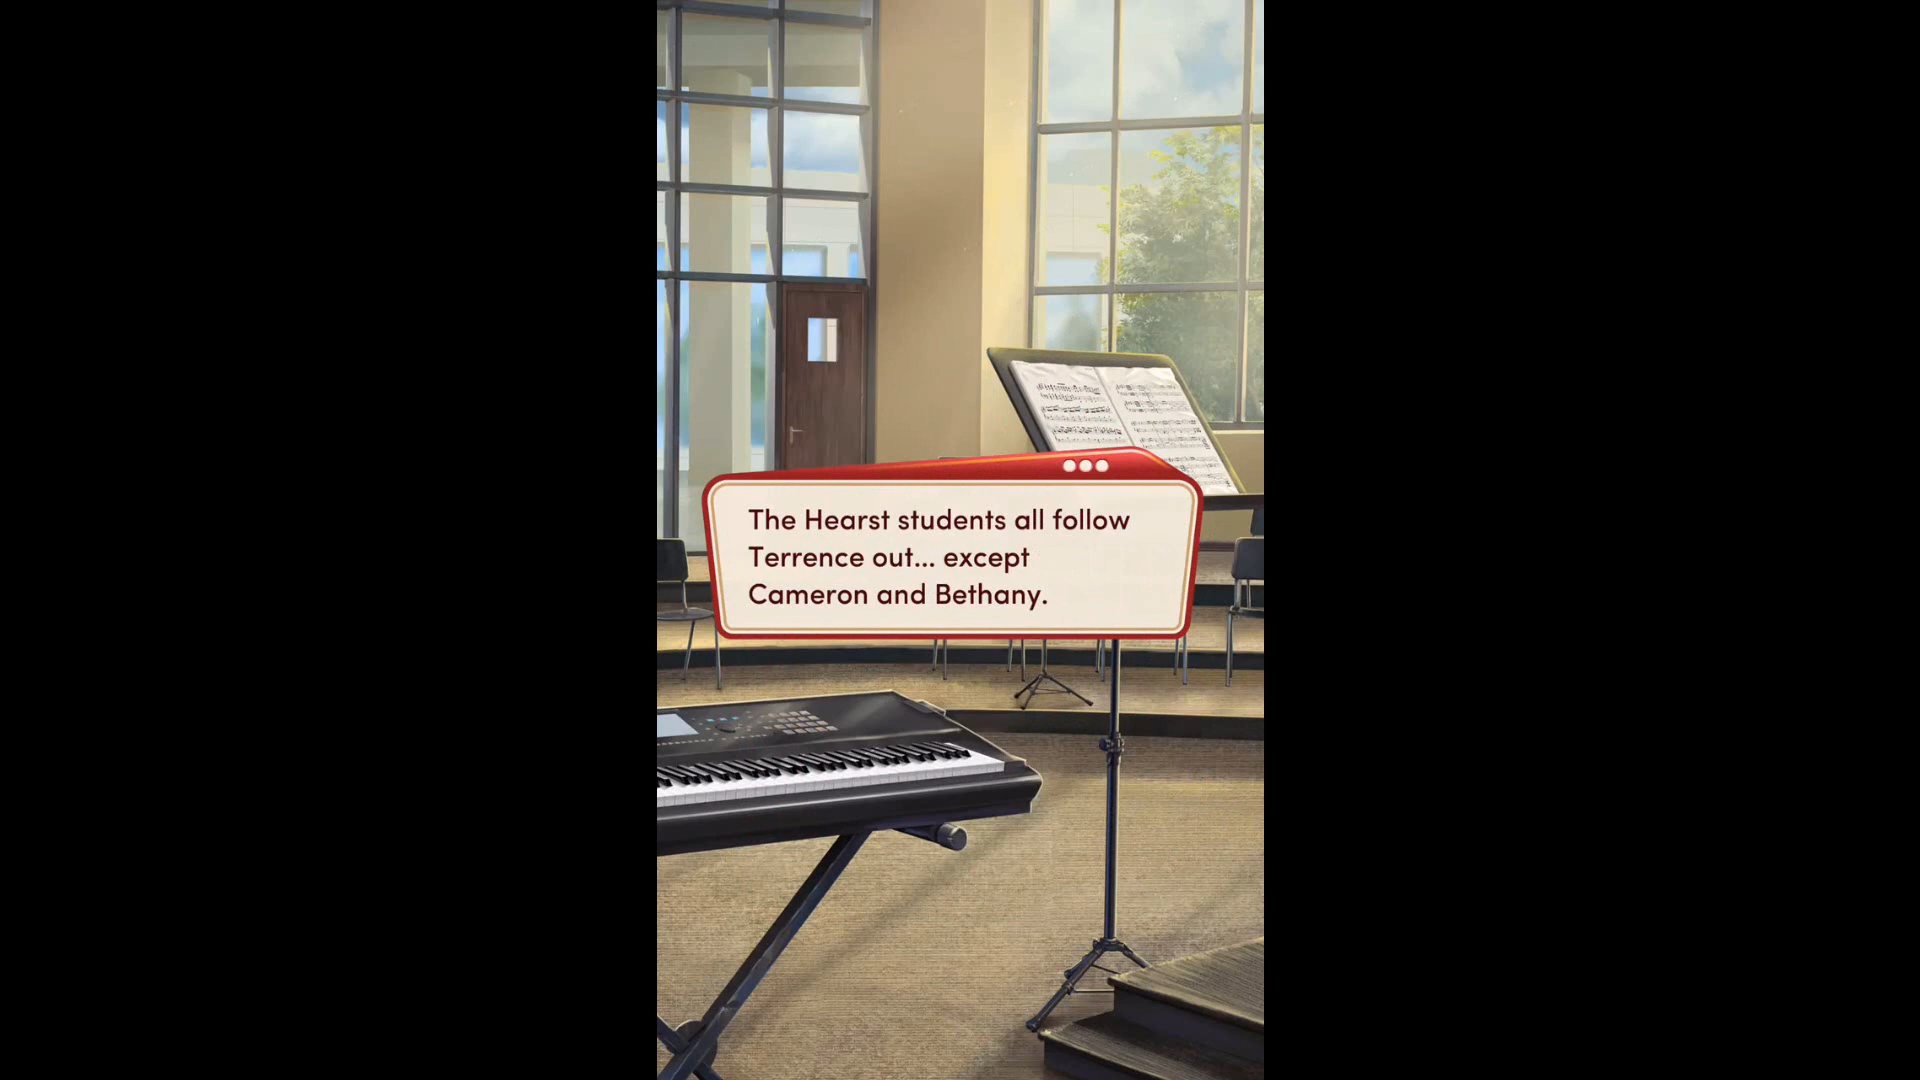 The Hearst students all follow
Terrence out... except
Cameron and Bethany.